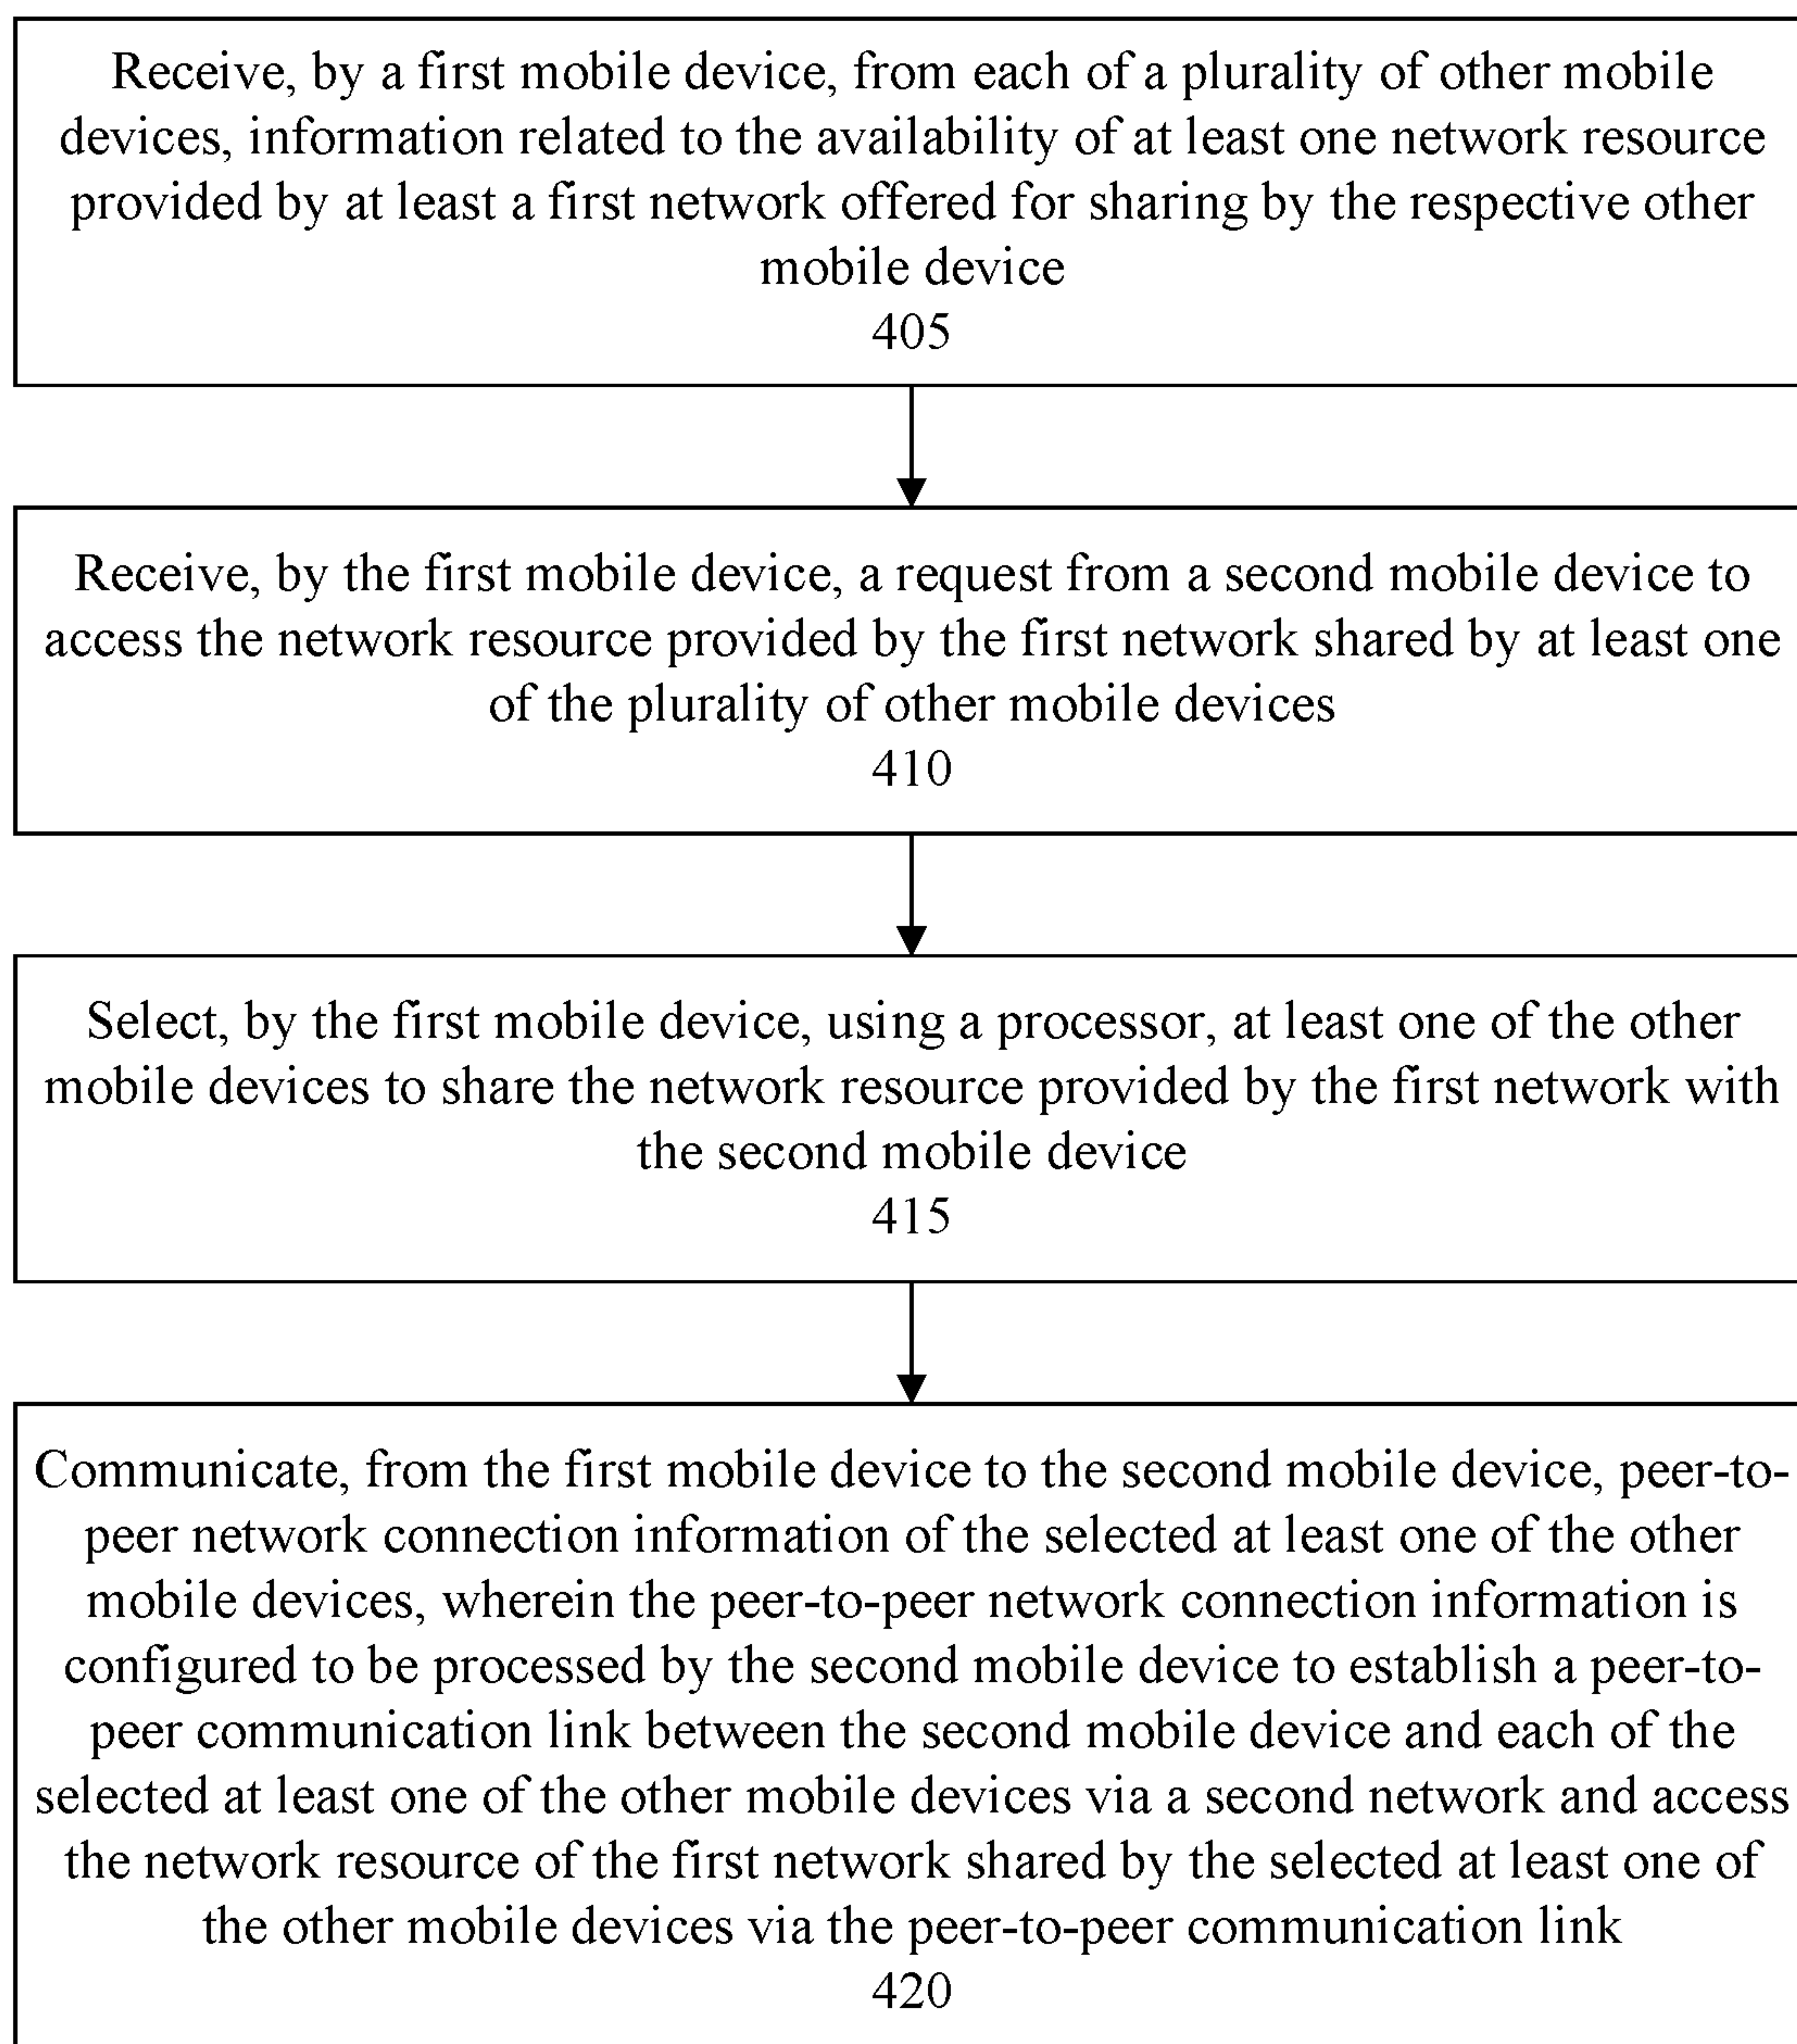 Receive, by a first mobile device, from each of a plurality of other mobile
devices, information related to the availability of at least one network resource
provided by at least a first network offered for sharing by the respective other
mobile device
405
Receive, by the first mobile device, a request from a second mobile device to
access the network resource provided by the first network shared by at least one
of the plurality of other mobile devices
410
Select, by the first mobile device, using a processor, at least one of the other
mobile devices to share the network resource provided by the first network with
the second mobile device
415
Communicate, from the first mobile device to the second mobile device, peer-to-
peer network connection information of the selected at least one of the other
mobile devices, wherein the peer-to-peer network connection information is
configured to be processed by the second mobile device to establish a peer-to-
peer communication link between the second mobile device and each of the
selected at least one of the other mobile devices via a second network and access
the network resource of the first network shared by the selected at least one of
the other mobile devices via the peer-to-peer communication link
420